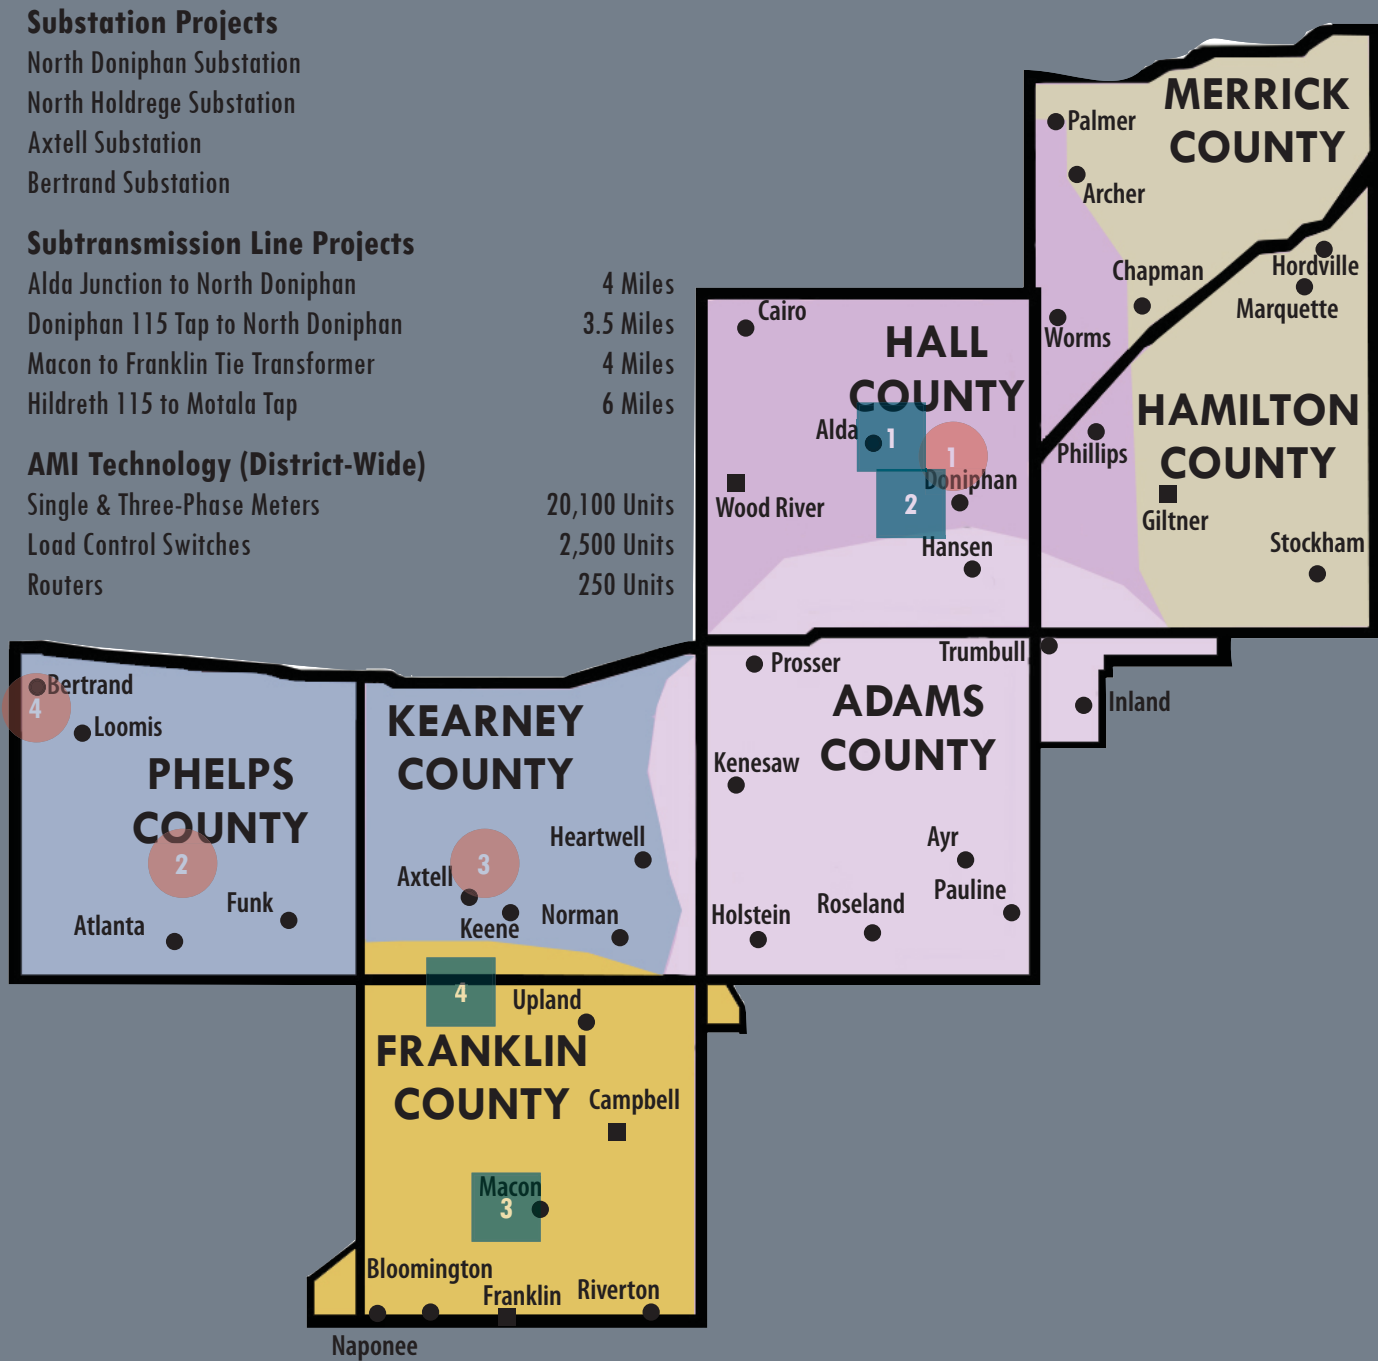 Substation Projects
North Doniphan Substation
North Holdrege Substation
Axtell Substation
Bertrand Substation
Subtransmission Line Projects
Alda Junction to North Doniphan 4 Miles
Doniphan 115 Tap to North Doniphan 3.5 Miles
Macon to Franklin Tie Transformer 4 Miles
Hildreth 115 to Motala Tap 6 Miles
AMI Technology (District-Wide)
Single & Three-Phase Meters 20,100 Units
Load Control Switches 2,500 Units
Routers 250 Units
MERRICK
COUNTY
Palmer
Archer
Chapman
Worms
Hordville
Marquette
HAMILTON
COUNTY
Phillips
Giltner
Stockham
Cairo
HALL
COUNTY
Alda
1
1
2
Doniphan
Wood River
Hansen
Trumbull
Inland
Prosser
ADAMS
COUNTY
Kenesaw
Ayr
Pauline
Roseland
Holstein
Bertrand
4
Loomis
PHELPS
COUNTY
2
Funk
Atlanta
KEARNEY
COUNTY
Heartwell
3
Axtell
Keene
Norman
4
Upland
FRANKLIN
COUNTY
Campbell
Macon
3
Bloomington
Franklin
Riverton
Naponee